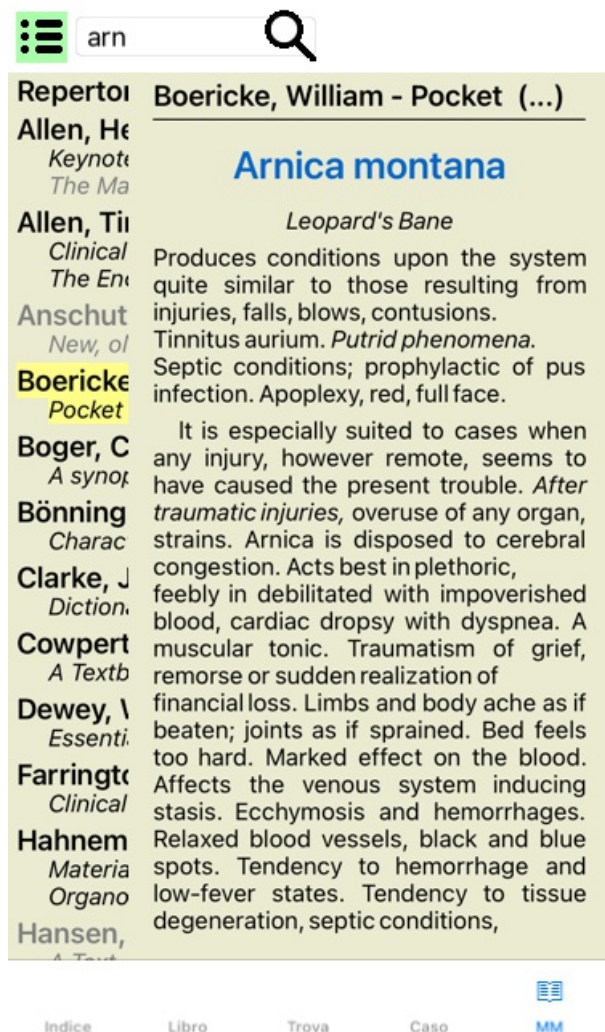 arn
Repertor
Allen, He
Keynote
The Ma
Allen, Ti
Clinical
The Enc
Anschut
New, ol
Boericke
Pocket
Boger, C
A synop
Bönning
Charac
Clarke, J
Diction
Cowpert
A Textb
Dewey, W
Essenti
Farringto
Clinical
Hahnem
Materia
Organo
Hansen,
A Text
Boericke, William - Pocket (...)
Arnica montana
Leopard's Bane
Produces conditions upon the system
quite similar to those resulting from
injuries, falls, blows, contusions.
Tinnitus aurium. Putrid phenomena.
Septic conditions; prophylactic of pus
infection. Apoplexy, red, full face.
It is especially suited to cases when
any injury, however remote, seems to
have caused the present trouble. After
traumatic injuries, overuse of any organ,
strains. Arnica is disposed to cerebral
congestion. Acts best in plethoric,
feebly in debilitated with impoverished
blood, cardiac dropsy with dyspnea. A
muscular tonic. Traumatism of grief,
remorse or sudden realization of
financial loss. Limbs and body ache as if
beaten; joints as if sprained. Bed feels
too hard. Marked effect on the blood.
Affects the venous system inducing
stasis. Ecchymosis and hemorrhages.
Relaxed blood vessels, black and blue
spots. Tendency to hemorrhage and
low-fever states. Tendency to tissue
degeneration, septic conditions,
Indice Libro Trova Caso MM